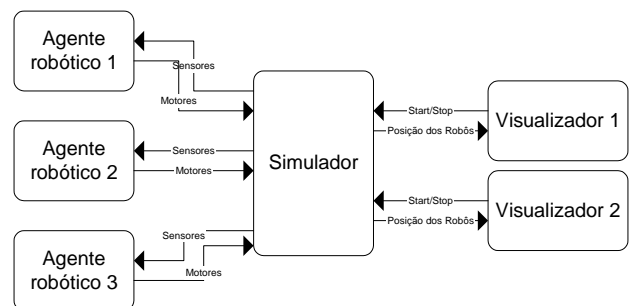 Agente
robótico 1
Sensores
Motores
Agente
robótico 2
Sensores
Motores
Agente
robótico 3
Sensores
Motores
Simulador
Start/Stop
Posição dos Robôs
Visualizador 1
Start/Stop
Posição dos Robôs
Visualizador 2